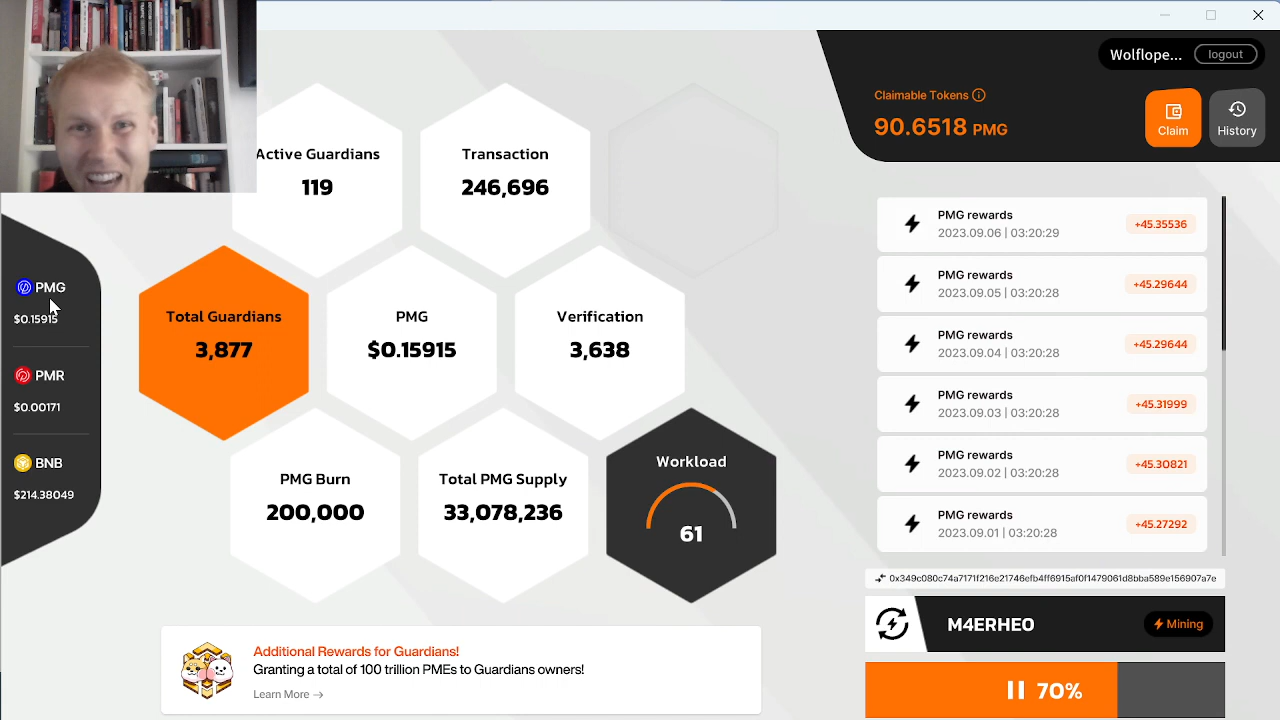 Wolflope...
logout
Claimable Tokens
90.6518 PMG
Claim
History
Active Guardians
119
Transaction
246,696
PMG
$0.15915
PMR
$0.00171
BNB
$214.38049
Total Guardians
3,877
PMG
$0.15915
Verification
3,638
PMG Burn
200,000
Total PMG Supply
33,078,236
Workload
61
PMG rewards
2023.09.06 | 03:20:29
+45.35536
PMG rewards
2023.09.05 | 03:20:28
+45.29644
PMG rewards
2023.09.04 | 03:20:28
+45.29644
PMG rewards
2023.09.03 | 03:20:28
+45.31999
PMG rewards
2023.09.02 | 03:20:28
+45.30821
PMG rewards
2023.09.01 | 03:20:28
+45.27292
0x349c080c74a7171f216e21746efb4ff6915af0f1479061d8bba589e156907a7e
M4ERHEO
Mining
70%
Additional Rewards for Guardians!
Granting a total of 100 trillion PMEs to Guardians owners!
Learn More →